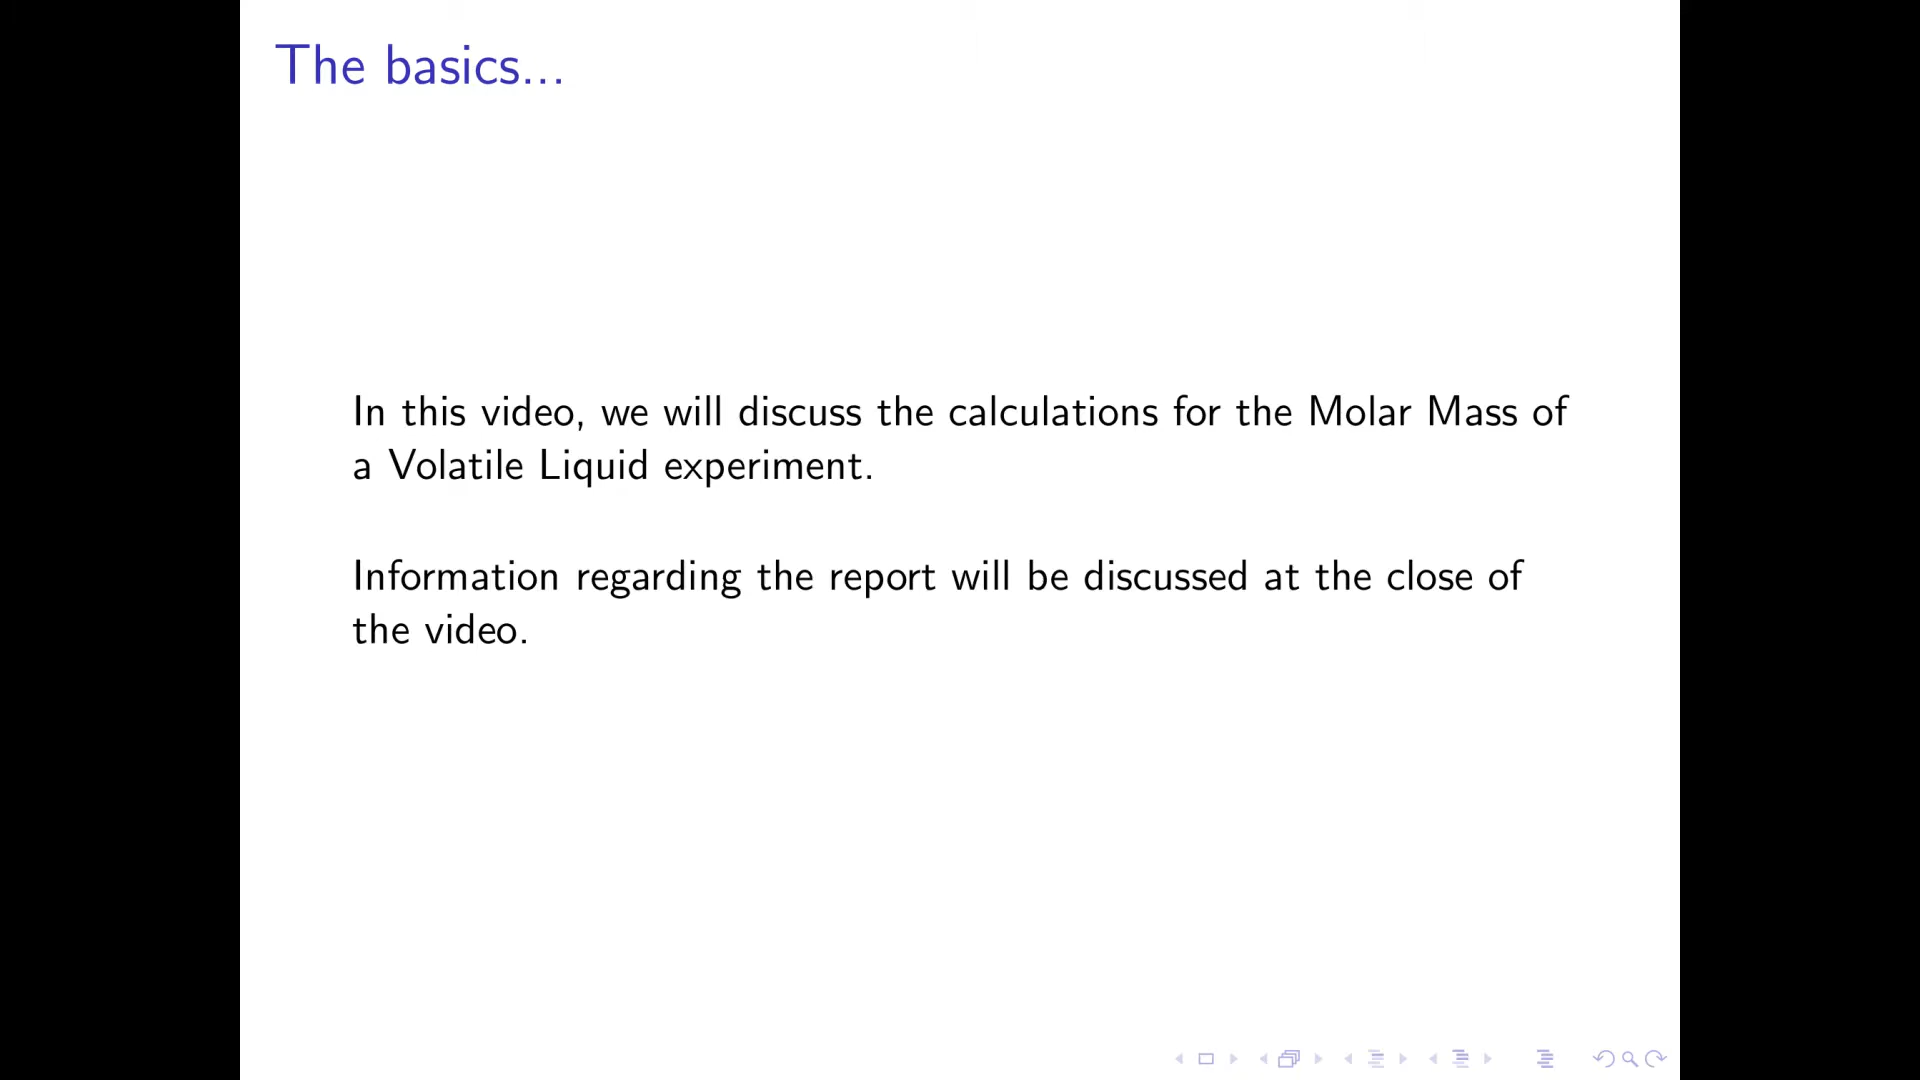 The basics...
In this video, we will discuss the calculations for the Molar Mass of
a Volatile Liquid experiment.
Information regarding the report will be discussed at the close of
the video.